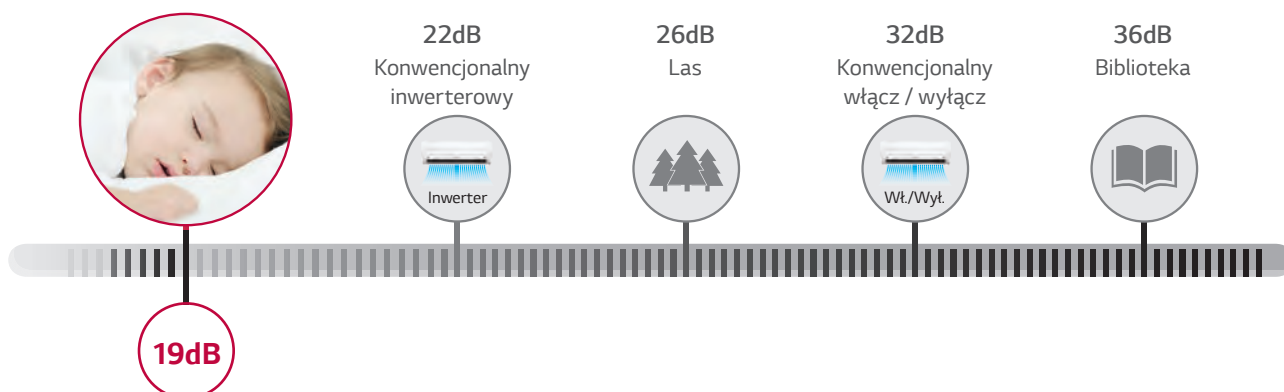 22dB
Konwencjonalny
inwerterowy
Inwerter
26dB
Las
32dB
Konwencjonalny
włącz / wyłącz
Wł./Wył.
36dB
Biblioteka
19dB